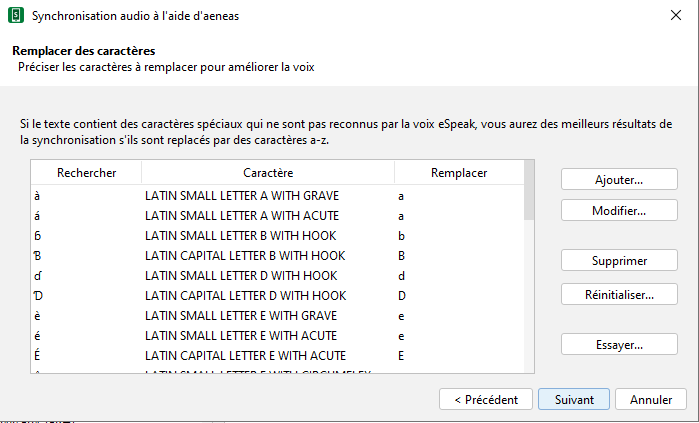 Synchronisation audio à l'aide d'aeneas
Remplacer des caractères
Préciser les caractères à remplacer pour améliorer la voix
Si le texte contient des caractères spéciaux qui ne sont pas reconnus par la voix eSpeak, vous aurez des meilleurs résultats de
la synchronisation s'ils sont replacés par des caractères a-z.
Rechercher Caractère Remplacer
à LATIN SMALL LETTER A WITH GRAVE a
á LATIN SMALL LETTER A WITH ACUTE a
ɓ LATIN SMALL LETTER B WITH HOOK b
Ɓ LATIN CAPITAL LETTER B WITH HOOK B
ɗ LATIN SMALL LETTER D WITH HOOK d
Ɗ LATIN CAPITAL LETTER D WITH HOOK D
è LATIN SMALL LETTER E WITH GRAVE e
é LATIN SMALL LETTER E WITH ACUTE e
É LATIN CAPITAL LETTER E WITH ACUTE E
LATIN SMALL LETTER E WITH CIRCUMFLEX
Ajouter...
Modifier...
Supprimer
Réinitialiser...
Essayer...
< Précédent Suivant Annuler